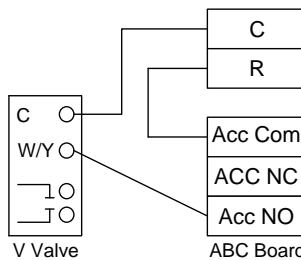 C
R
C
W/Y
Acc Com
ACC NC
Acc NO
V Valve
ABC Board